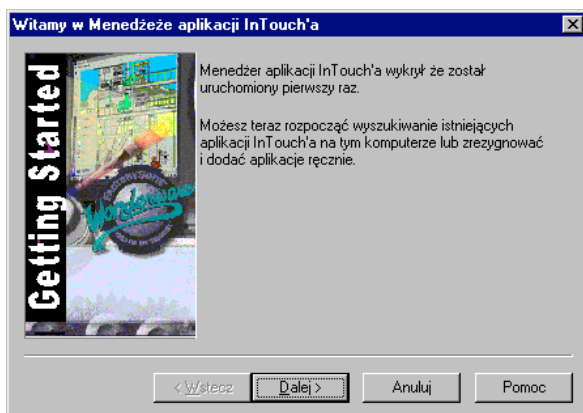 Witamy w Menedżeże aplikacji InTouch'a
Getting Started
Wonderware
Menedżer aplikacji InTouch'a wykrył że został
uruchomiony pierwszy raz.
Możesz teraz rozpocząć wyszukiwanie istniejących
aplikacji InTouch'a na tym komputerze lub zrezygnować
i dodać aplikacje ręcznie.
< Wstecz
Dalej >
Anuluj
Pomoc